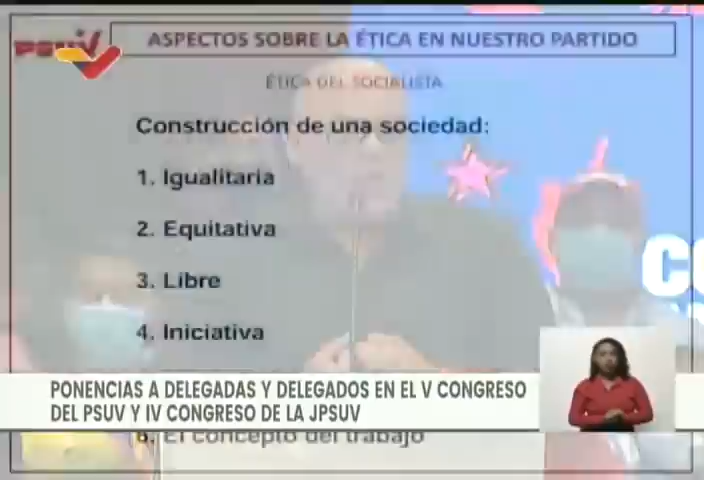 PSUV
ASPECTOS SOBRE LA ÉTICA EN NUESTRO PARTIDO
ÉTICA DEL SOCIALISTA
Construcción de una sociedad:
1. Igualitaria
2. Equitativa
3. Libre
4. Iniciativa
PONENCIAS A DELEGADAS Y DELEGADOS EN EL V CONGRESO
DEL PSUV Y IV CONGRESO DE LA JPSUV
6. El concepto del trabajo